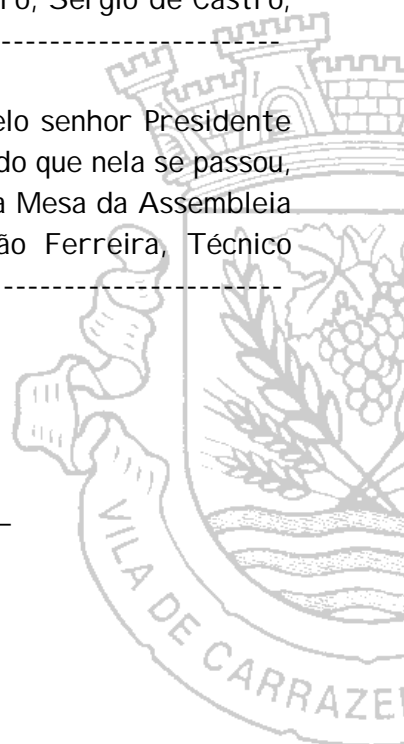 ro, Sérgio de Castro,
-----------------------
elo senhor Presidente
do que nela se passou,
a Mesa da Assembleia
ão Ferreira, Técnico
-----------------------
VILA DE CARRAZE